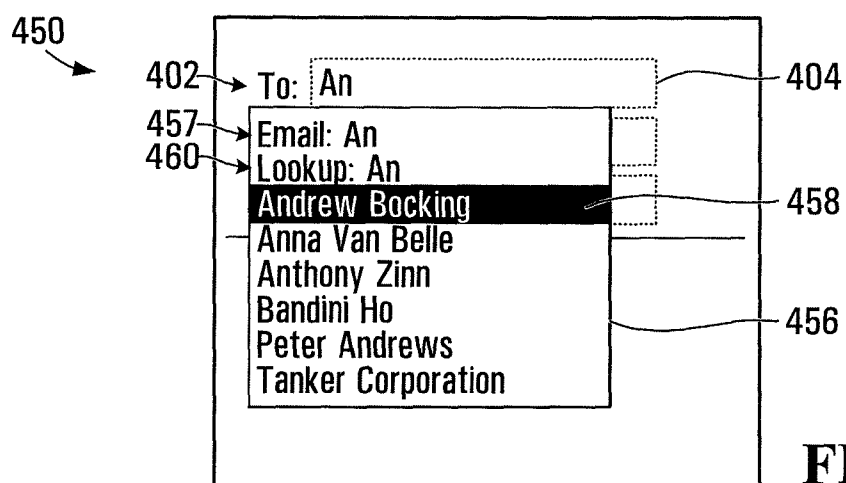 450
402 To: An 404
457 Email: An
460 Lookup: An
Andrew Bocking 458
Anna Van Belle
Anthony Zinn
Bandini Ho
456
Peter Andrews
Tanker Corporation